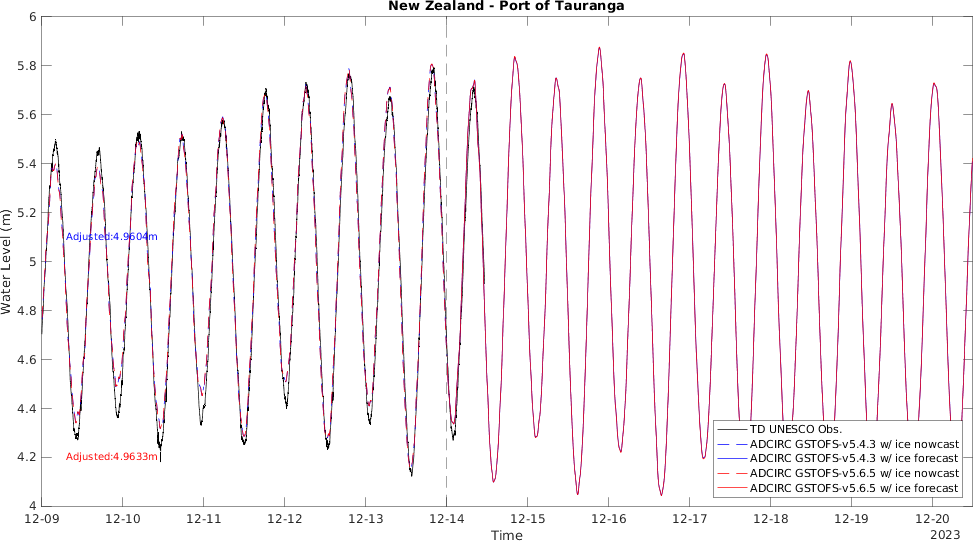 New Zealand - Port of Tauranga
6
5.8
5.6
5.4
5.2
5
4.8
4.6
4.4
4.2
4
Water Level (m)
Adjusted:4.9604m
Adjusted:4.9633m
TD UNESCO Obs.
ADCIRC GSTOFS-v5.4.3 w/ ice nowcast
ADCIRC GSTOFS-v5.4.3 w/ ice forecast
ADCIRC GSTOFS-v5.6.5 w/ ice nowcast
ADCIRC GSTOFS-v5.6.5 w/ ice forecast
12-09 12-10 12-11 12-12 12-13 12-14 12-15 12-16 12-17 12-18 12-19 12-20
Time
2023